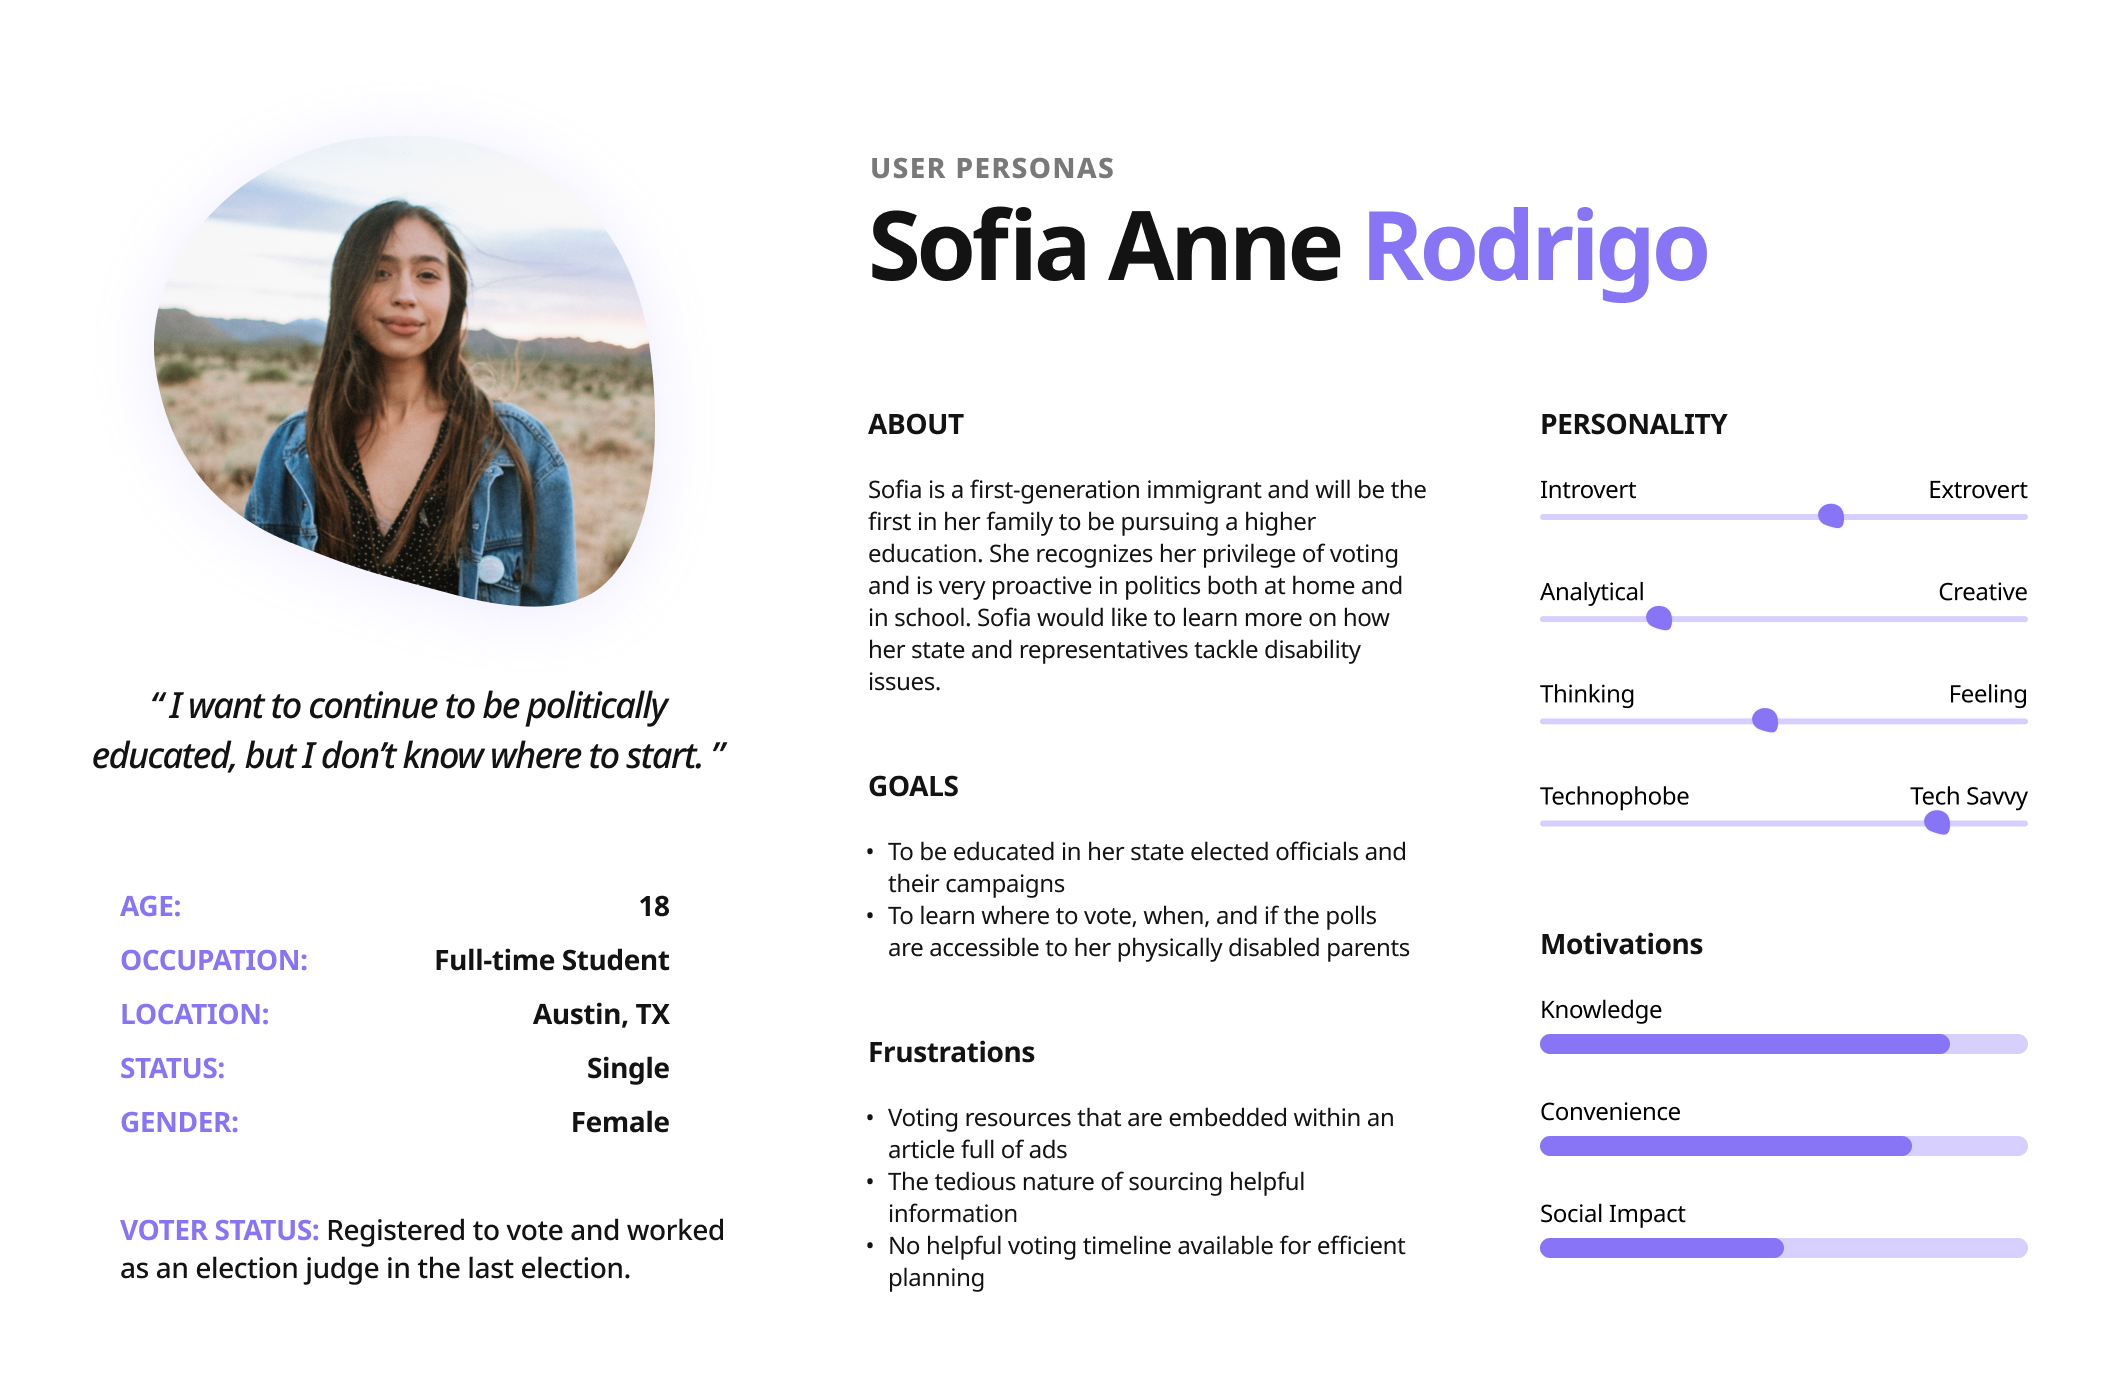 USER PERSONAS
Sofia Anne Rodrigo
“ I want to continue to be politically
educated, but I don’t know where to start. ”
AGE: 18
OCCUPATION: Full-time Student
LOCATION: Austin, TX
STATUS: Single
GENDER: Female
VOTER STATUS: Registered to vote and worked
as an election judge in the last election.
ABOUT
Sofia is a first-generation immigrant and will be the
first in her family to be pursuing a higher
education. She recognizes her privilege of voting
and is very proactive in politics both at home and
in school. Sofia would like to learn more on how
her state and representatives tackle disability
issues.
GOALS
• To be educated in her state elected officials and
their campaigns
• To learn where to vote, when, and if the polls
are accessible to her physically disabled parents
Frustrations
• Voting resources that are embedded within an
article full of ads
• The tedious nature of sourcing helpful
information
• No helpful voting timeline available for efficient
planning
PERSONALITY
Introvert Extrovert
Analytical Creative
Thinking Feeling
Technophobe Tech Savvy
Motivations
Knowledge
Convenience
Social Impact